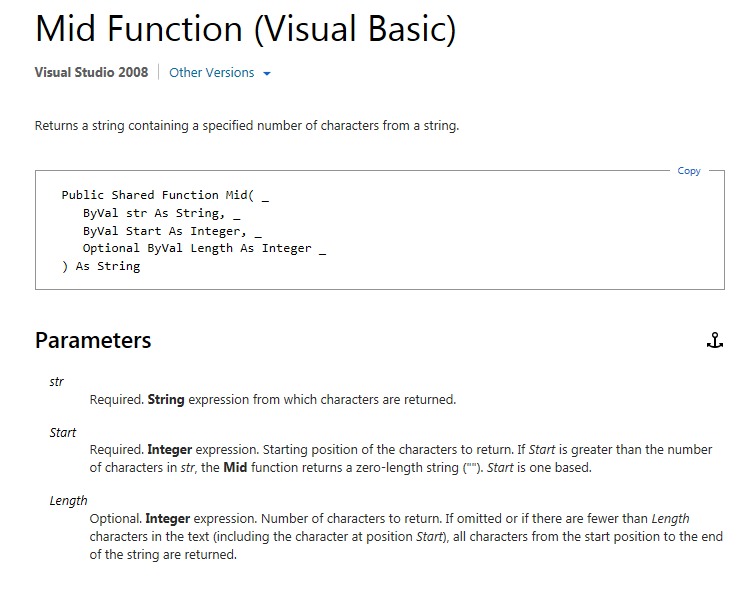 Mid Function (Visual Basic)
Visual Studio 2008 Other Versions
Returns a string containing a specified number of characters from a string.
Copy
Public Shared Function Mid( _
ByVal str As String, _
ByVal Start As Integer, _
Optional ByVal Length As Integer _
) As String
Parameters
str
Required. String expression from which characters are returned.
Start
Required. Integer expression. Starting position of the characters to return. If Start is greater than the number
of characters in str, the Mid function returns a zero-length string (""). Start is one based.
Length
Optional. Integer expression. Number of characters to return. If omitted or if there are fewer than Length
characters in the text (including the character at position Start), all characters from the start position to the end
of the string are returned.